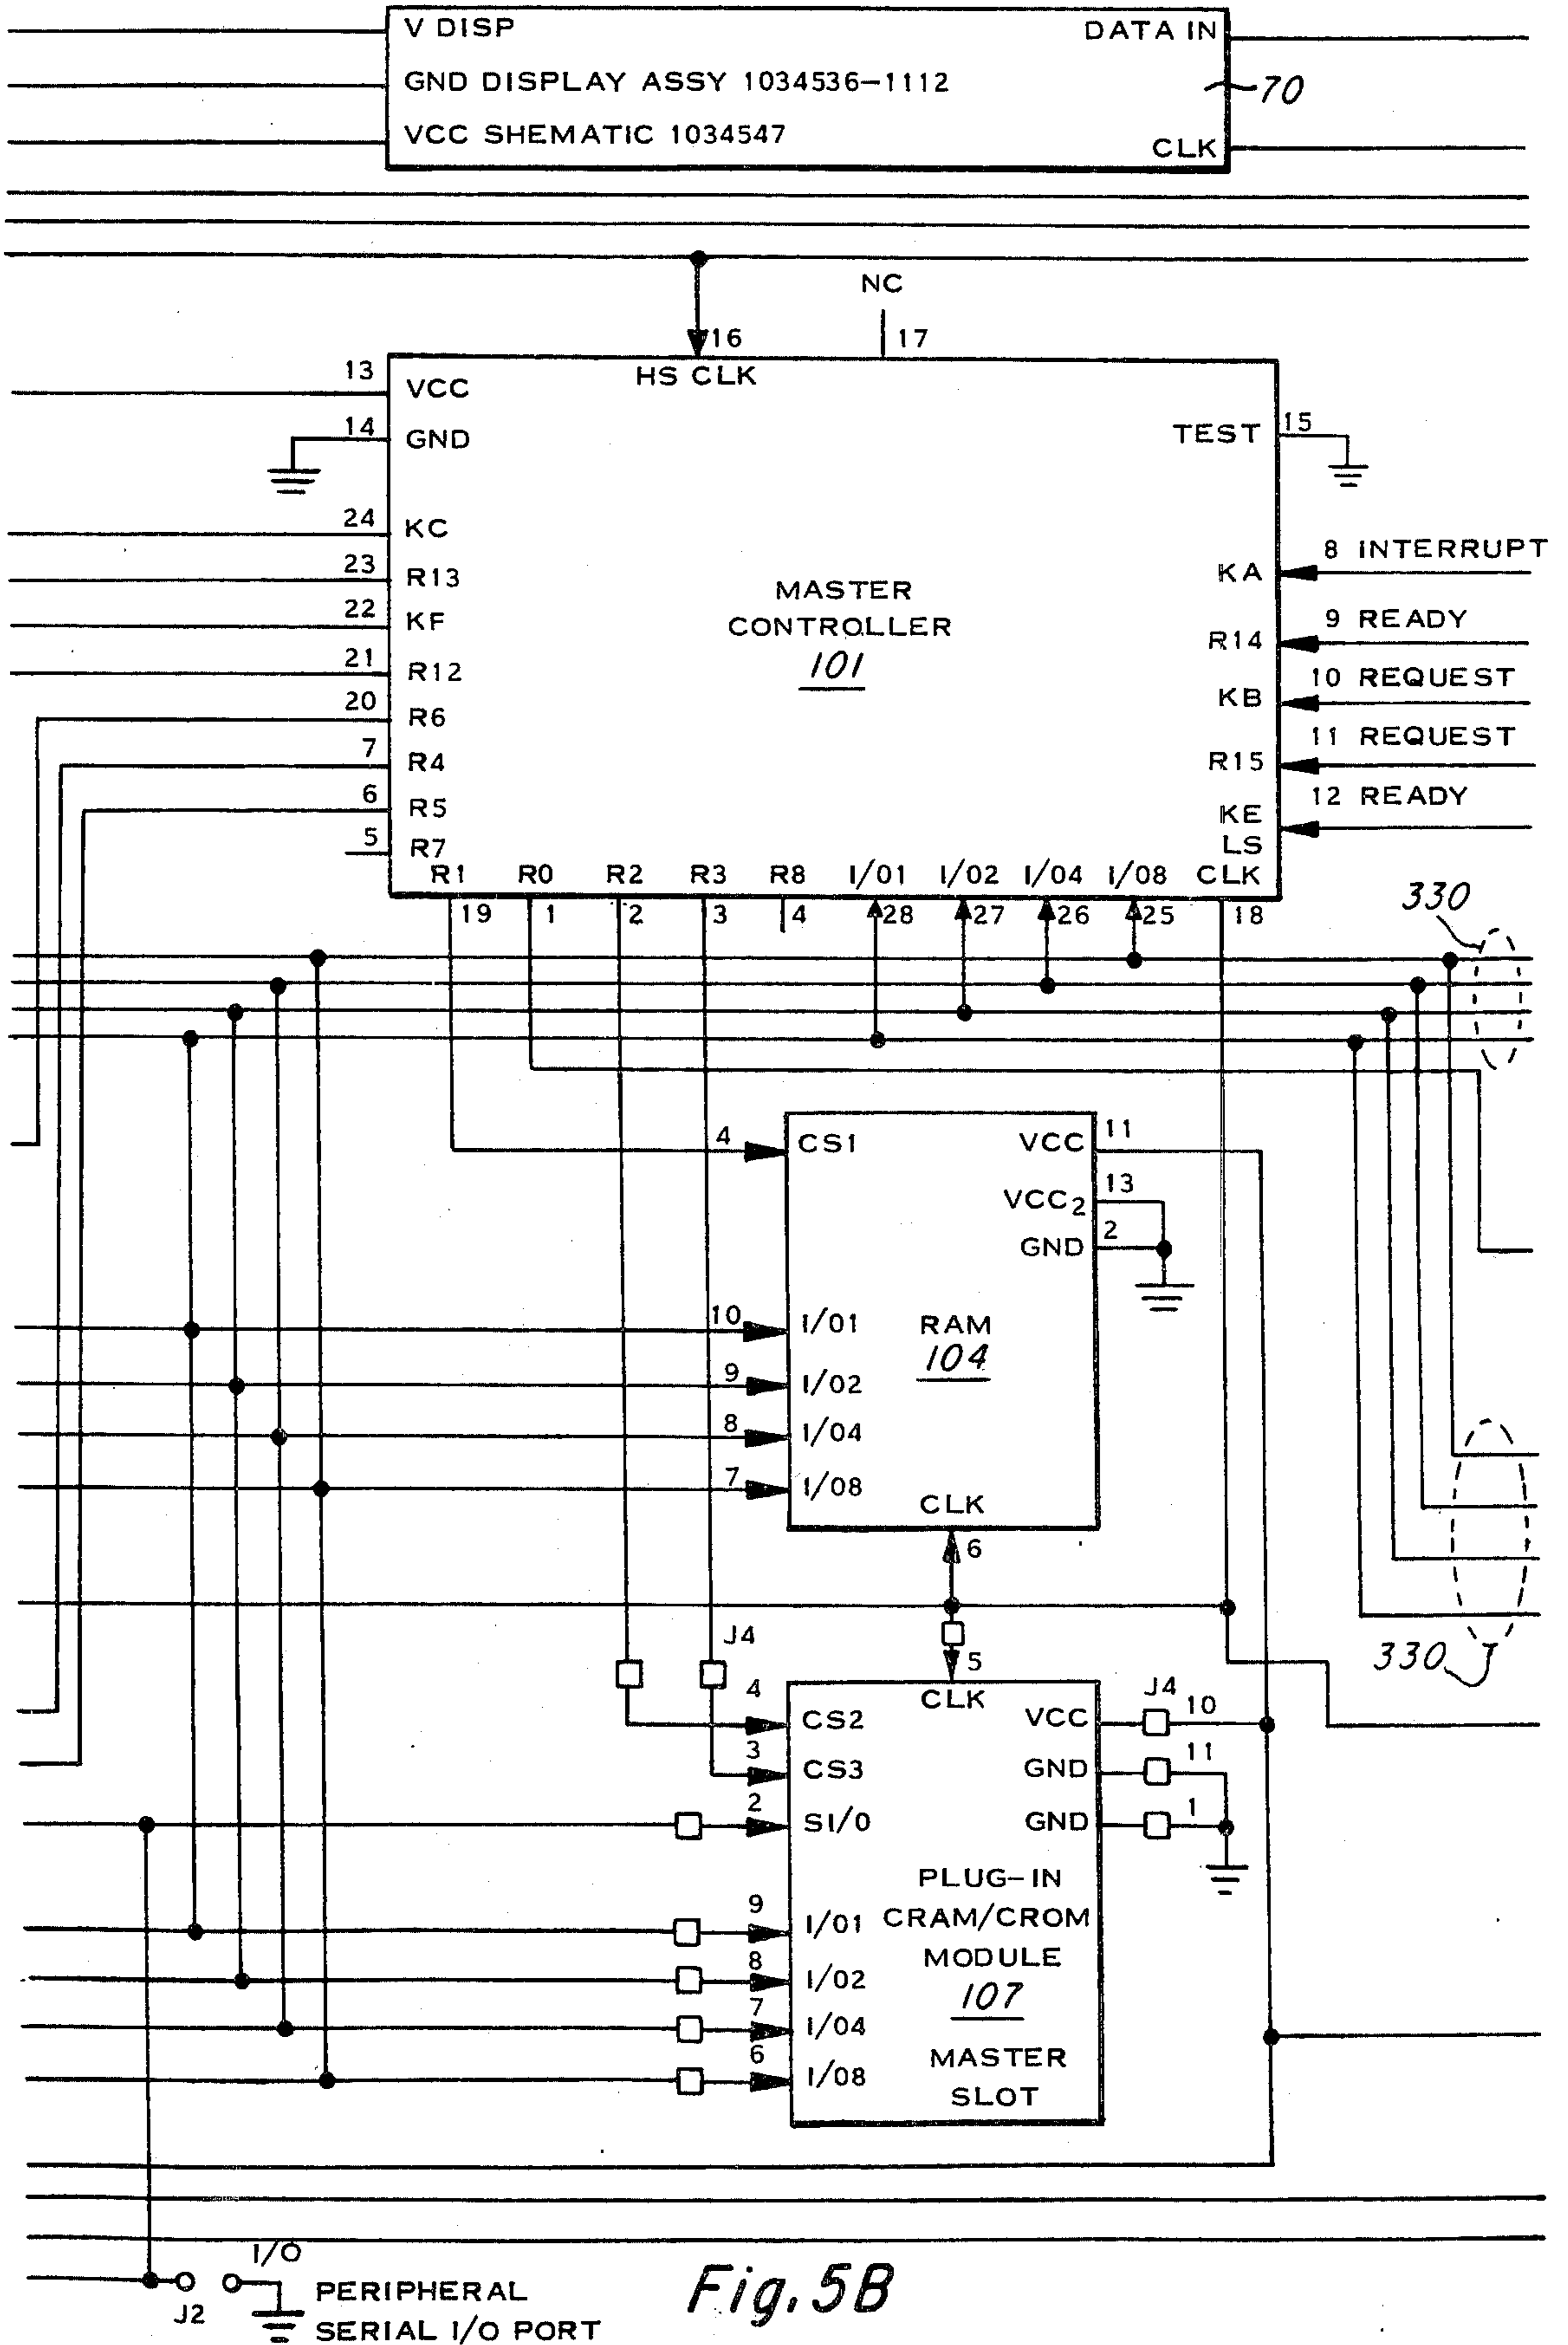 V DISP DATA IN
GND DISPLAY ASSY 1034536-1112
70
VCC SHEMATIC 1034547
CLK
NC
16 17
HS CLK
13 VCC
14 GND
TEST 15
24 KC
23 R13
22 KF
21 R12
20 R6
7 R4
6 R5
5 R7
MASTER
CONTROLLER
101
KA 8 INTERRUPT
R14 9 READY
KB 10 REQUEST
R15 11 REQUEST
KE 12 READY
LS
R1 R0 R2 R3 R8 I/01 I/02 I/04 I/08 CLK
19 1 2 3 4 28 27 26 25 18
330
4 CS1 VCC 11
VCC2 13
GND 2
10 I/01
9 I/02
8 I/04
7 I/08
RAM
104
CLK
6
J4
5
330
CLK
4 CS2
3 CS3
2 SI/0
VCC J4 10
GND 11
GND 1
9 I/01
8 I/02
7 I/04
6 I/08
PLUG-IN
CRAM/CROM
MODULE
107
MASTER
SLOT
I/O
J2
PERIPHERAL
SERIAL I/O PORT
Fig. 5B